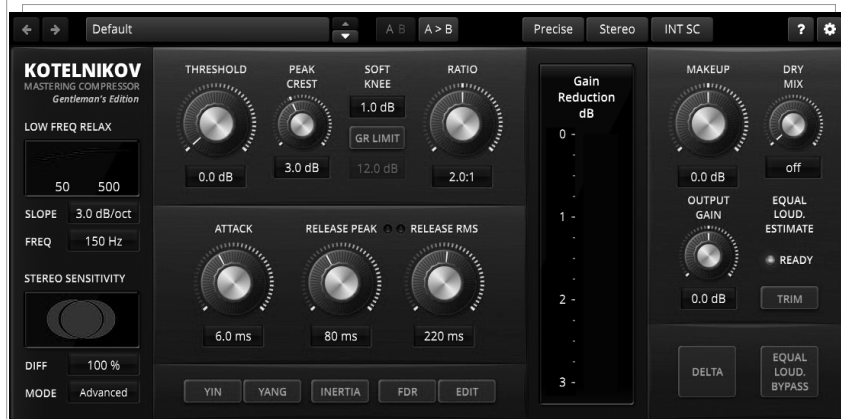 Default
A B
A > B
Precise
Stereo
INT SC
?
KOTELNIKOV
MASTERING COMPRESSOR
Gentleman's Edition
LOW FREQ RELAX
50 500
SLOPE 3.0 dB/oct
FREQ 150 Hz
STEREO SENSITIVITY
DIFF 100 %
MODE Advanced
THRESHOLD
0.0 dB
PEAK
CREST
3.0 dB
SOFT
KNEE
1.0 dB
GR LIMIT
12.0 dB
RATIO
2.0:1
ATTACK
6.0 ms
RELEASE PEAK
80 ms
RELEASE RMS
220 ms
YIN
YANG
INERTIA
FDR
EDIT
Gain
Reduction
dB
0 -
1 -
2 -
3 -
MAKEUP
0.0 dB
DRY
MIX
off
OUTPUT
GAIN
0.0 dB
EQUAL
LOUD.
ESTIMATE
READY
TRIM
DELTA
EQUAL
LOUD.
BYPASS